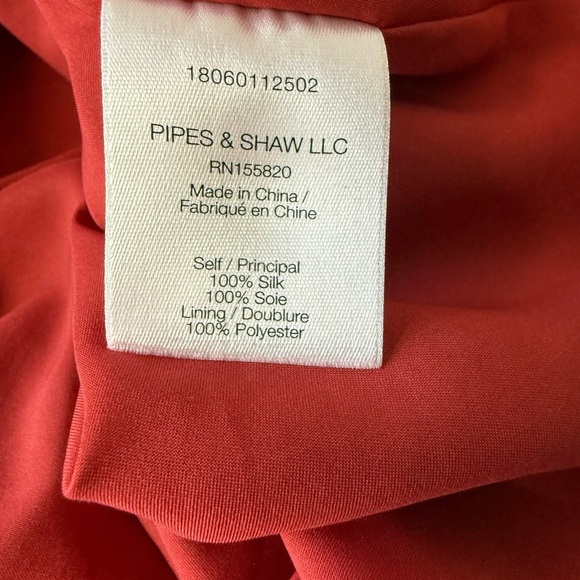 18060112502
PIPES & SHAW LLC
RN155820
Made in China /
Fabriqué en Chine
Self / Principal
100% Silk
100% Soie
Lining / Doublure
100% Polyester